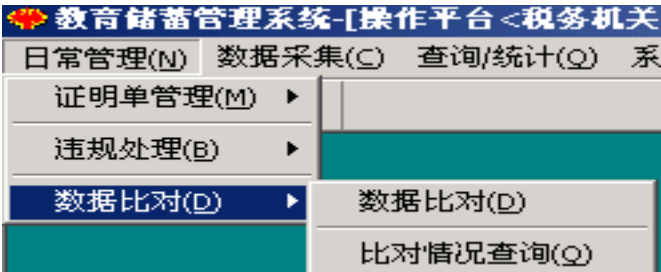 教育储蓄管理系统-[操作平台<税务机关
日常管理(N) 数据采集(C) 查询/统计(Q) 系
证明单管理(M)
违规处理(B)
数据比对(D) 数据比对(D)
比对情况查询(Q)